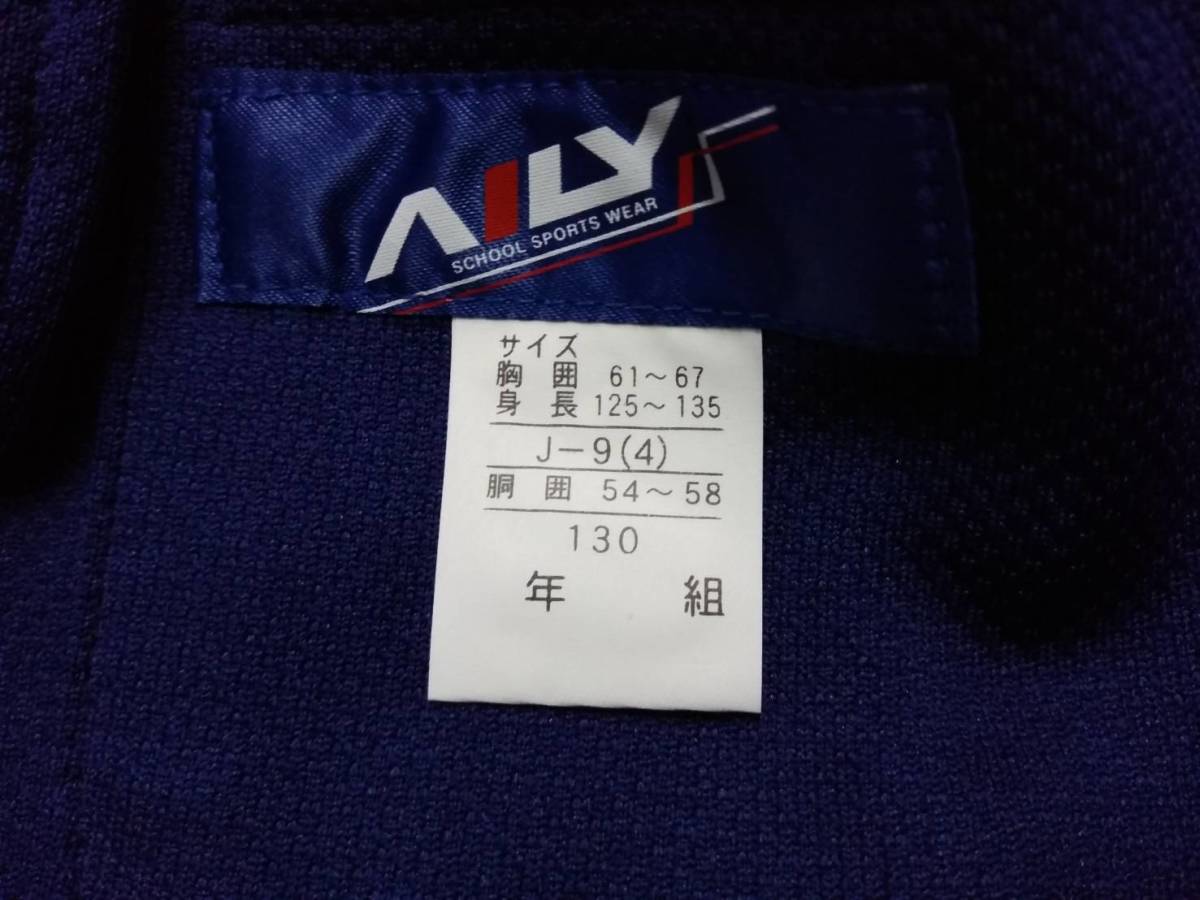 AILY
SCHOOL SPORTS WEAR
サイズ
胸囲 61～67
身長 125～135
J-9(4)
胴囲 54～58
130
年 組